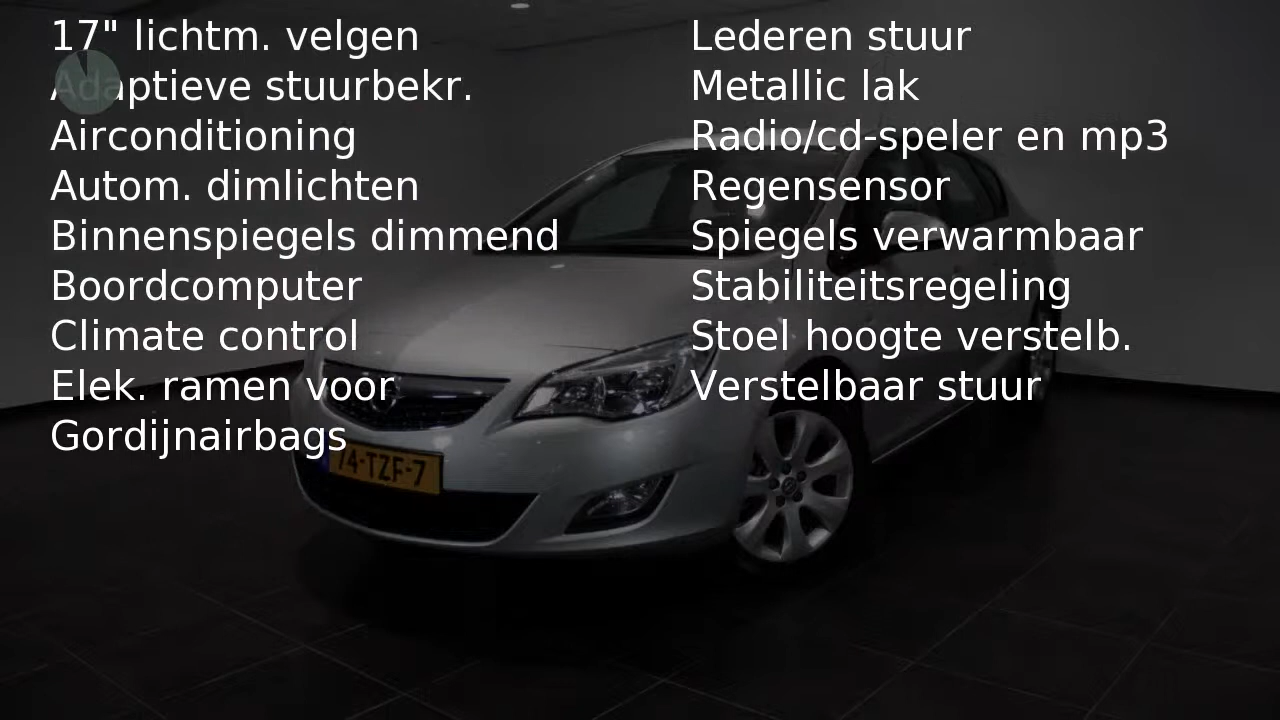 17" lichtm. velgen
Adaptieve stuurbekr.
Airconditioning
Autom. dimlichten
Binnenspiegels dimmend
Boordcomputer
Climate control
Elek. ramen voor
Gordijnairbags
Lederen stuur
Metallic lak
Radio/cd-speler en mp3
Regensensor
Spiegels verwarmbaar
Stabiliteitsregeling
Stoel hoogte verstelb.
Verstelbaar stuur
74-TZF-7